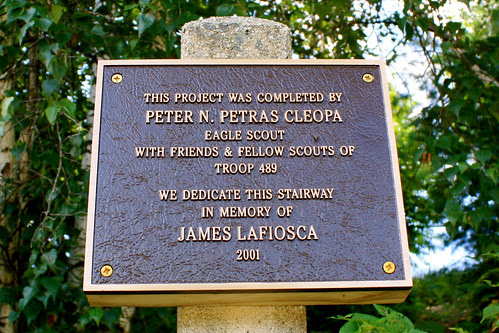 THIS PROJECT WAS COMPLETED BY
PETER N. PETRAS CLEOPA
EAGLE SCOUT
WITH FRIENDS & FELLOW SCOUTS OF
TROOP 489
WE DEDICATE THIS STAIRWAY
IN MEMORY OF
JAMES LAFIOSCA
2001